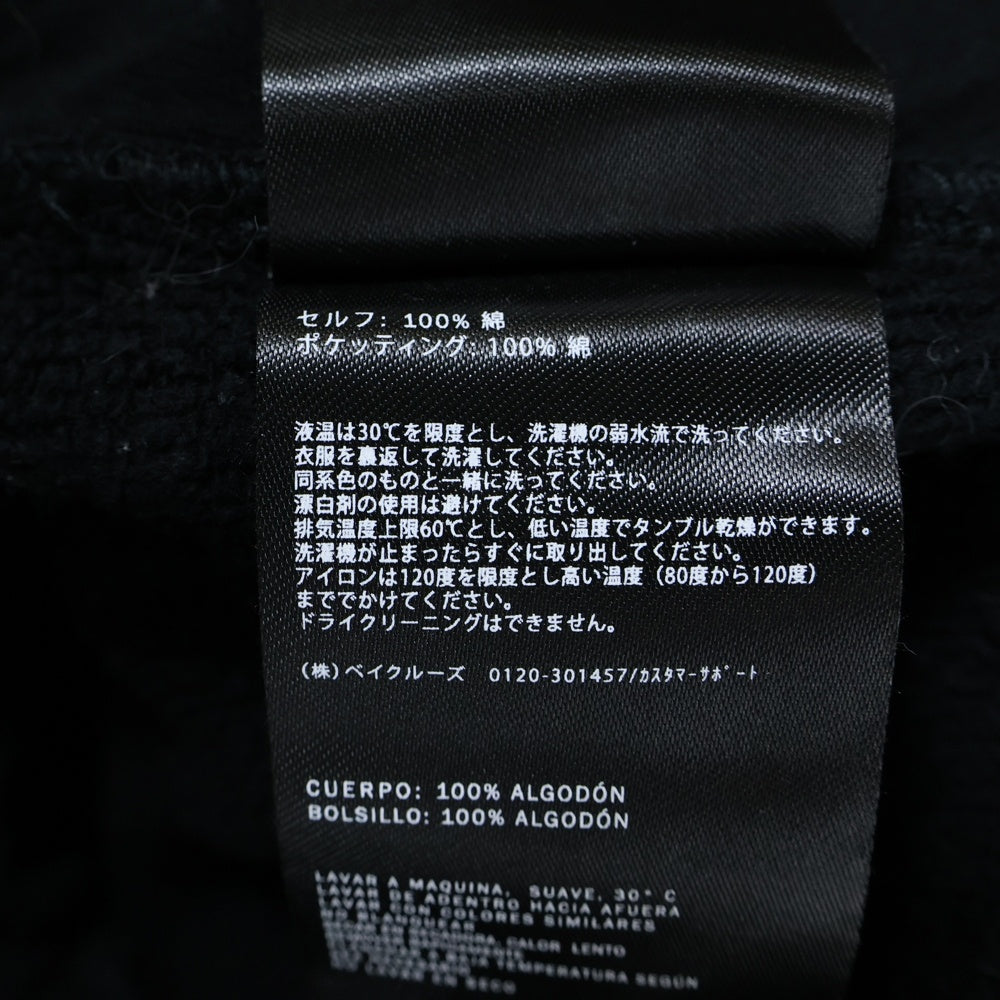 セルフ: 100% 綿
ポケッティング: 100% 綿
液温は30℃を限度とし、洗濯機の弱水流で洗ってください。
衣服を裏返して洗濯してください。
同系色のものと一緒に洗ってください。
漂白剤の使用は避けてください。
排気温度上限60℃とし、低い温度でタンブル乾燥ができます。
洗濯機が止まったらすぐに取り出してください。
アイロンは120度を限度とし高い温度（80度から120度）
まででかけてください。
ドライクリーニングはできません。
（株）ベイクルーズ 0120-301457/ｶｽﾀﾏｰｻﾎﾟｰﾄ
CUERPO: 100% ALGODÓN
BOLSILLO: 100% ALGODÓN
LAVAR A MAQUINA, SUAVE, 30° C
LAVAR DE ADENTRO HACIA AFUERA
LAVAR CON COLORES SIMILARES
NO BLANQUEAR
CALOR LENTO
TEMPERATURA SEGÚN
EN SECO